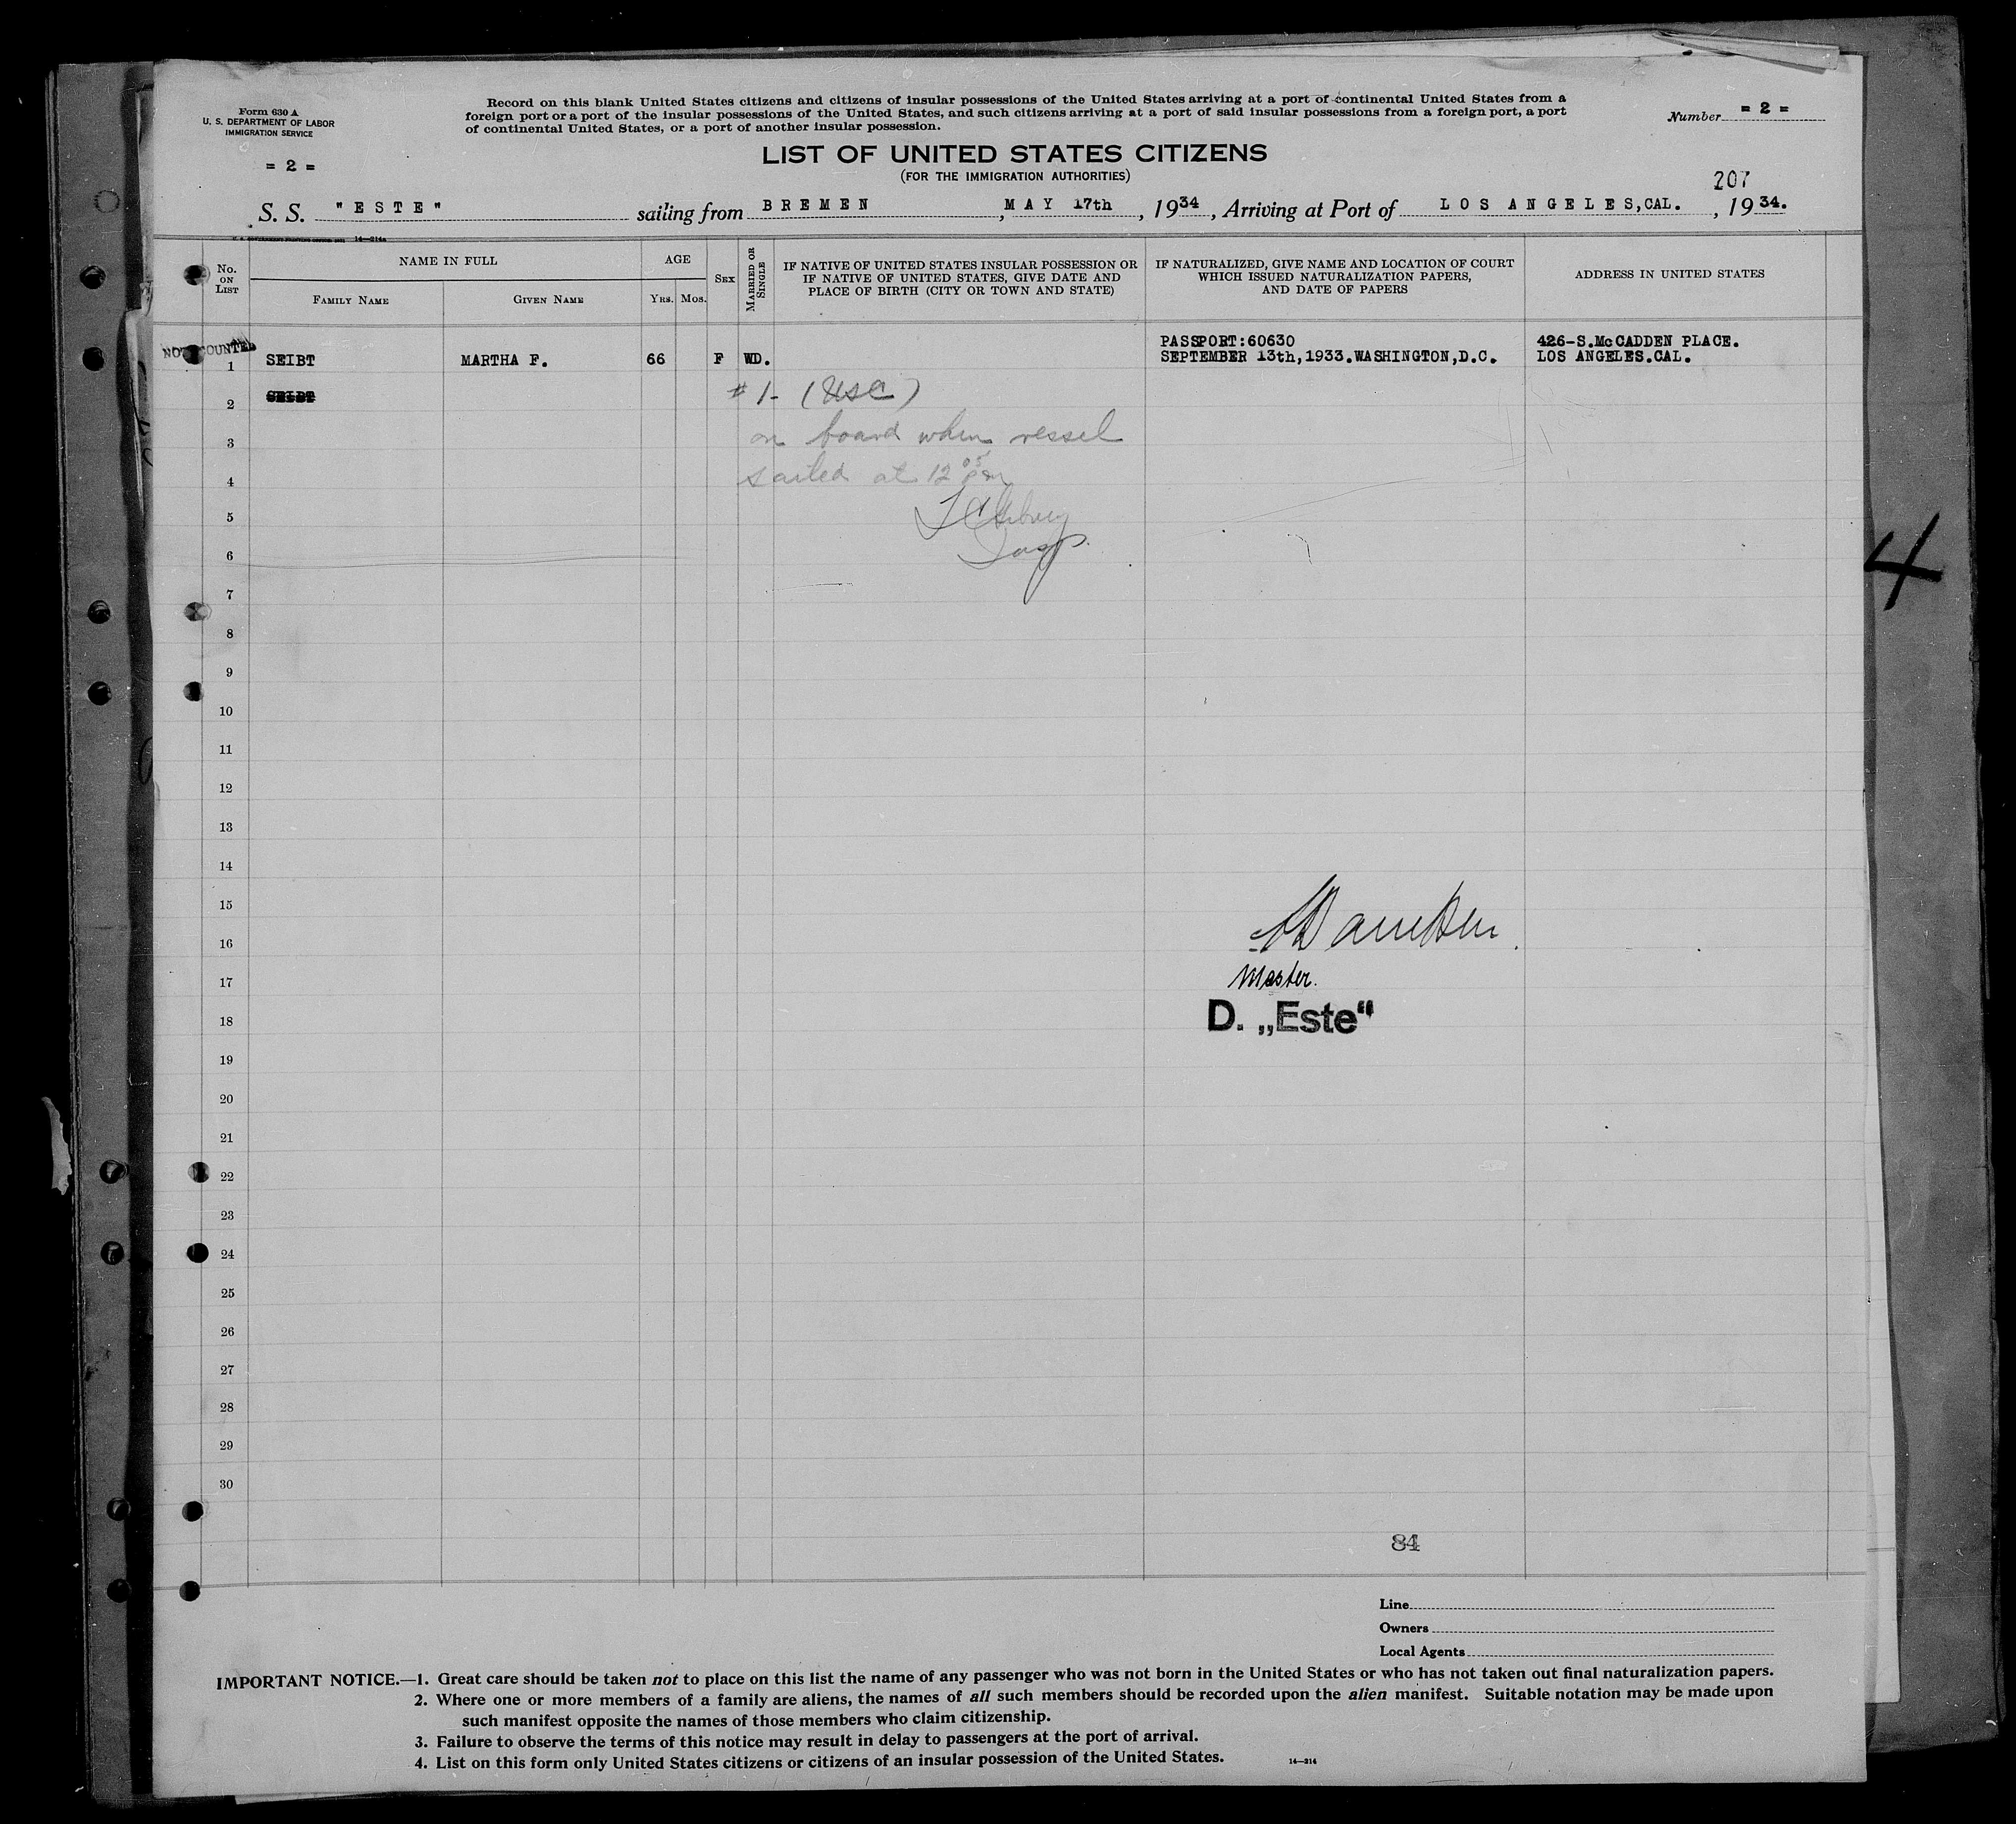 Form 630 A
U. S. DEPARTMENT OF LABOR
IMMIGRATION SERVICE
= 2 =
Record on this blank United States citizens and citizens of insular possessions of the United States arriving at a port of continental United States from a
foreign port or a port of the insular possessions of the United States, and such citizens arriving at a port of said insular possessions from a foreign port, a port
of continental United States, or a port of another insular possession.
Number = 2 =
LIST OF UNITED STATES CITIZENS
(FOR THE IMMIGRATION AUTHORITIES)
207
S. S. "ESTE" sailing from BREMEN, MAY 17th, 1934, Arriving at Port of LOS ANGELES, CAL., 1934.
14—214a
No. ON LIST
NAME IN FULL
FAMILY NAME
GIVEN NAME
AGE
YRS. MOS.
SEX
MARRIED OR SINGLE
IF NATIVE OF UNITED STATES INSULAR POSSESSION OR
IF NATIVE OF UNITED STATES, GIVE DATE AND
PLACE OF BIRTH (CITY OR TOWN AND STATE)
IF NATURALIZED, GIVE NAME AND LOCATION OF COURT
WHICH ISSUED NATURALIZATION PAPERS,
AND DATE OF PAPERS
ADDRESS IN UNITED STATES
NOT COUNTED
PASSPORT:60630 426-S.McCADDEN PLACE.
1 SEIBT MARTHA F. 66 F WD. SEPTEMBER 13th,1933.WASHINGTON,D.C. LOS ANGELES.CAL.
2 SEIBT # 1- (USC)
3 on board when vessel
4 sailed at 12 05 pm
5
6 Insp.
7
8
9
10
11
12
13
14
15
16
17 Master.
18 D. „Este"
19
20
21
22
23
24
25
26
27
28
29
30
4
84
Line
Owners
Local Agents
IMPORTANT NOTICE.—1. Great care should be taken not to place on this list the name of any passenger who was not born in the United States or who has not taken out final naturalization papers.
2. Where one or more members of a family are aliens, the names of all such members should be recorded upon the alien manifest. Suitable notation may be made upon
such manifest opposite the names of those members who claim citizenship.
3. Failure to observe the terms of this notice may result in delay to passengers at the port of arrival.
4. List on this form only United States citizens or citizens of an insular possession of the United States.
14—214